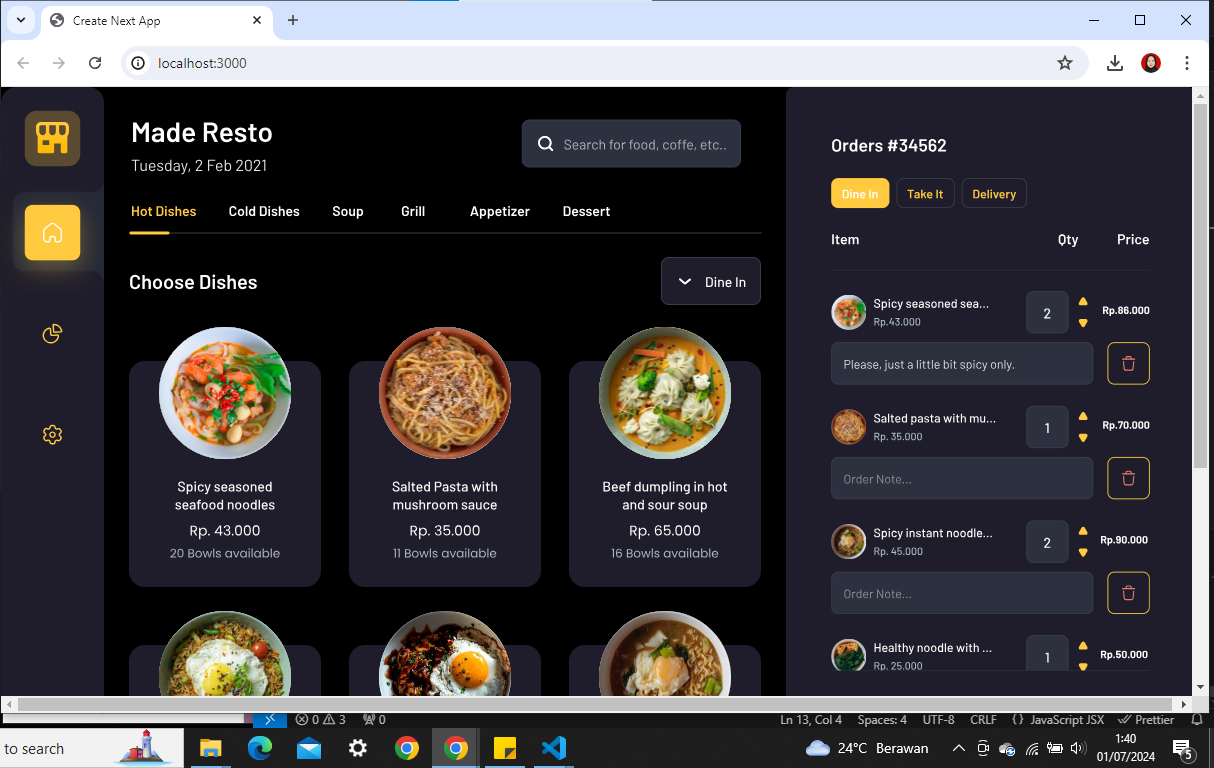 Create Next App
localhost:3000
Made Resto
Tuesday, 2 Feb 2021
Search for food, coffe, etc..
Hot Dishes
Cold Dishes
Soup
Grill
Appetizer
Dessert
Choose Dishes
Dine In
Spicy seasoned
seafood noodles
Rp. 43.000
20 Bowls available
Salted Pasta with
mushroom sauce
Rp. 35.000
11 Bowls available
Beef dumpling in hot
and sour soup
Rp. 65.000
16 Bowls available
Orders #34562
Dine In
Take It
Delivery
Item
Qty
Price
Spicy seasoned sea...
Rp.43.000
2
Rp.86.000
Please, just a little bit spicy only.
Salted pasta with mu...
Rp. 35.000
1
Rp.70.000
Order Note...
Spicy instant noodle...
Rp. 45.000
2
Rp.90.000
Order Note...
Healthy noodle with ...
Rp. 25.000
1
Rp.50.000
0
3
0
Ln 13, Col 4
Spaces: 4
UTF-8
CRLF
{} JavaScript JSX
Prettier
to search
24°C
Berawan
1:40
01/07/2024
5